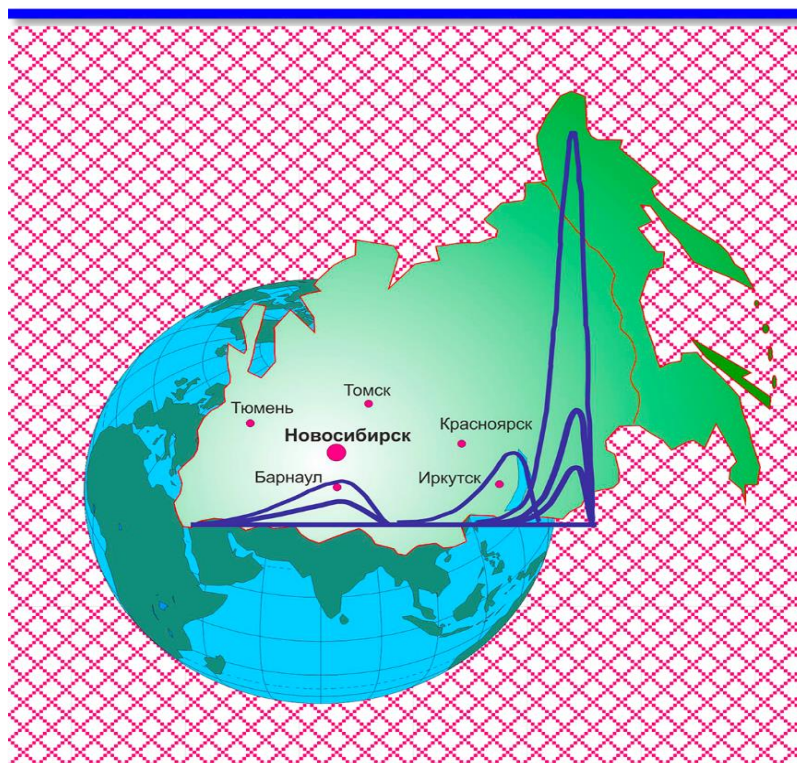 Томск
Тюмень
Красноярск
Новосибирск
Барнаул
Иркутск